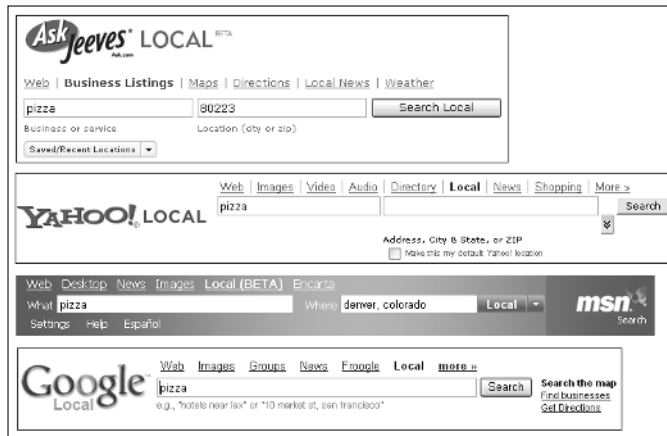 Ask Jeeves LOCAL BETA
Ask.com
Web | Business Listings | Maps | Directions | Local News | Weather
pizza 80223 Search Local
Business or service Location (city or zip)
Saved/Recent Locations
Web | Images | Video | Audio | Directory | Local | News | Shopping | More »
YAHOO! LOCAL pizza Search
Address, City & State, or ZIP
Make this my default Yahoo! location
Web Desktop News Images Local (BETA) Encarta
What pizza Where denver, colorado Local msn
Settings Help Español Search
Web Images Groups News Froogle Local more »
Google Local pizza Search Search the map
e.g., "hotels near lax" or "10 market st, san francisco" Find businesses
Get Directions